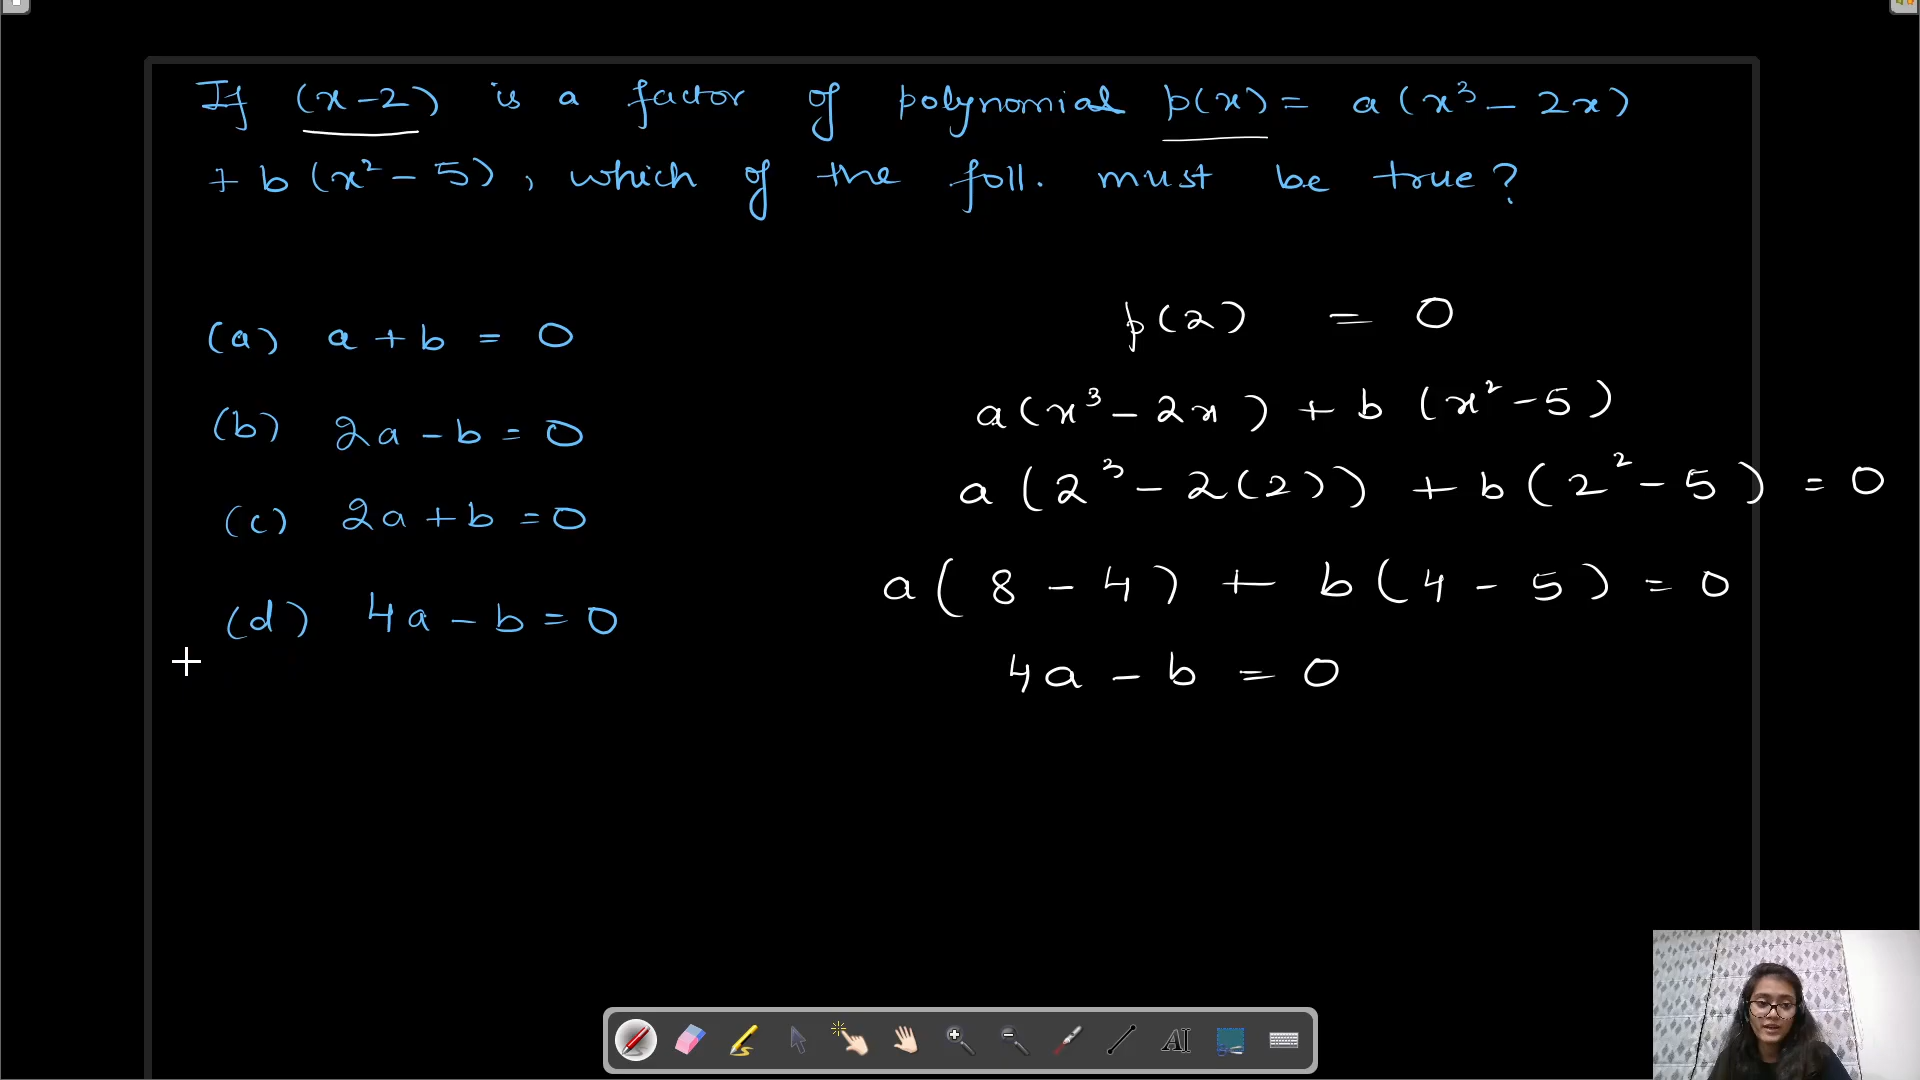 If (x-2) is a factor of polynomial p(x) = a(x³ - 2x)
+ b(x² - 5), which of the foll. must be true?
(a) a + b = 0
(b) 2a - b = 0
(c) 2a + b = 0
(d) 4a - b = 0
p(2) = 0
a(x³ - 2x) + b(x² - 5)
a(2³ - 2(2)) + b(2² - 5) = 0
a(8 - 4) + b(4 - 5) = 0
4a - b = 0
AI